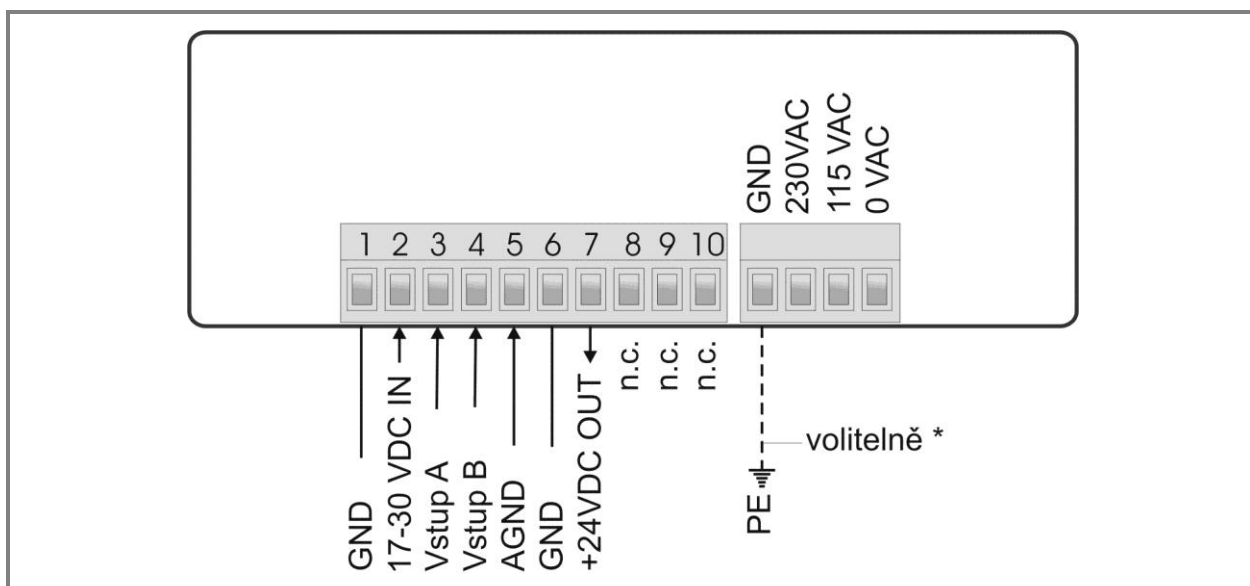 GND
230VAC
115 VAC
0 VAC
1 2 3 4 5 6 7 8 9 10
GND
17-30 VDC IN
Vstup A
Vstup B
AGND
GND
+24VDC OUT
n.c.
n.c.
n.c.
PE
volitelně *